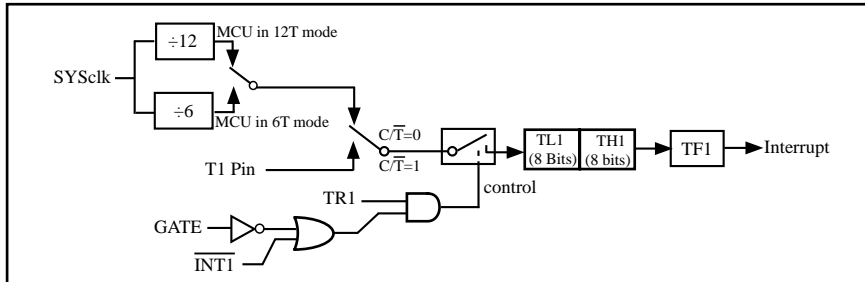 ÷12
MCU in 12T mode
SYSclk
÷6
MCU in 6T mode
C/T̅=0
TL1
(8 Bits)
TH1
(8 bits)
TF1
Interrupt
T1 Pin
C/T̅=1
control
TR1
GATE
I̅N̅T̅1̅